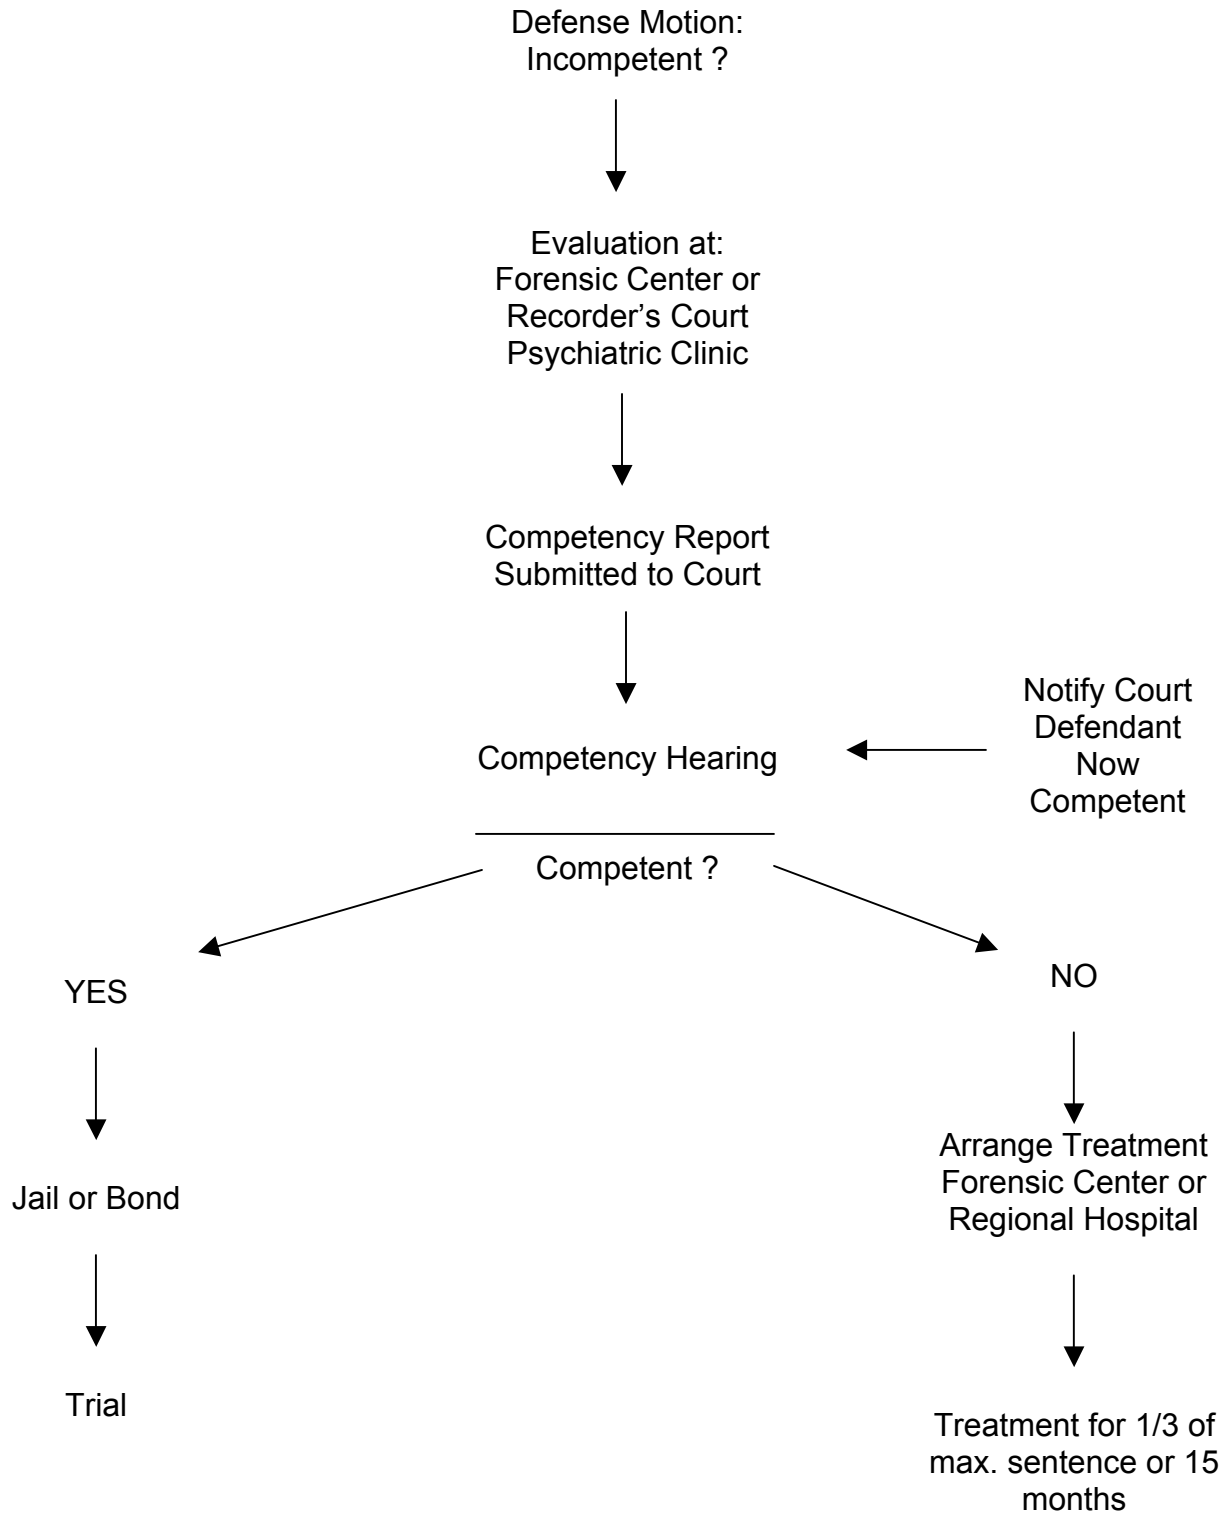 Defense Motion:
Incompetent ?
Evaluation at:
Forensic Center or
Recorder’s Court
Psychiatric Clinic
Competency Report
Submitted to Court
Notify Court
Defendant
Now
Competent
Competency Hearing
Competent ?
YES
NO
Jail or Bond
Arrange Treatment
Forensic Center or
Regional Hospital
Trial
Treatment for 1/3 of
max. sentence or 15
months